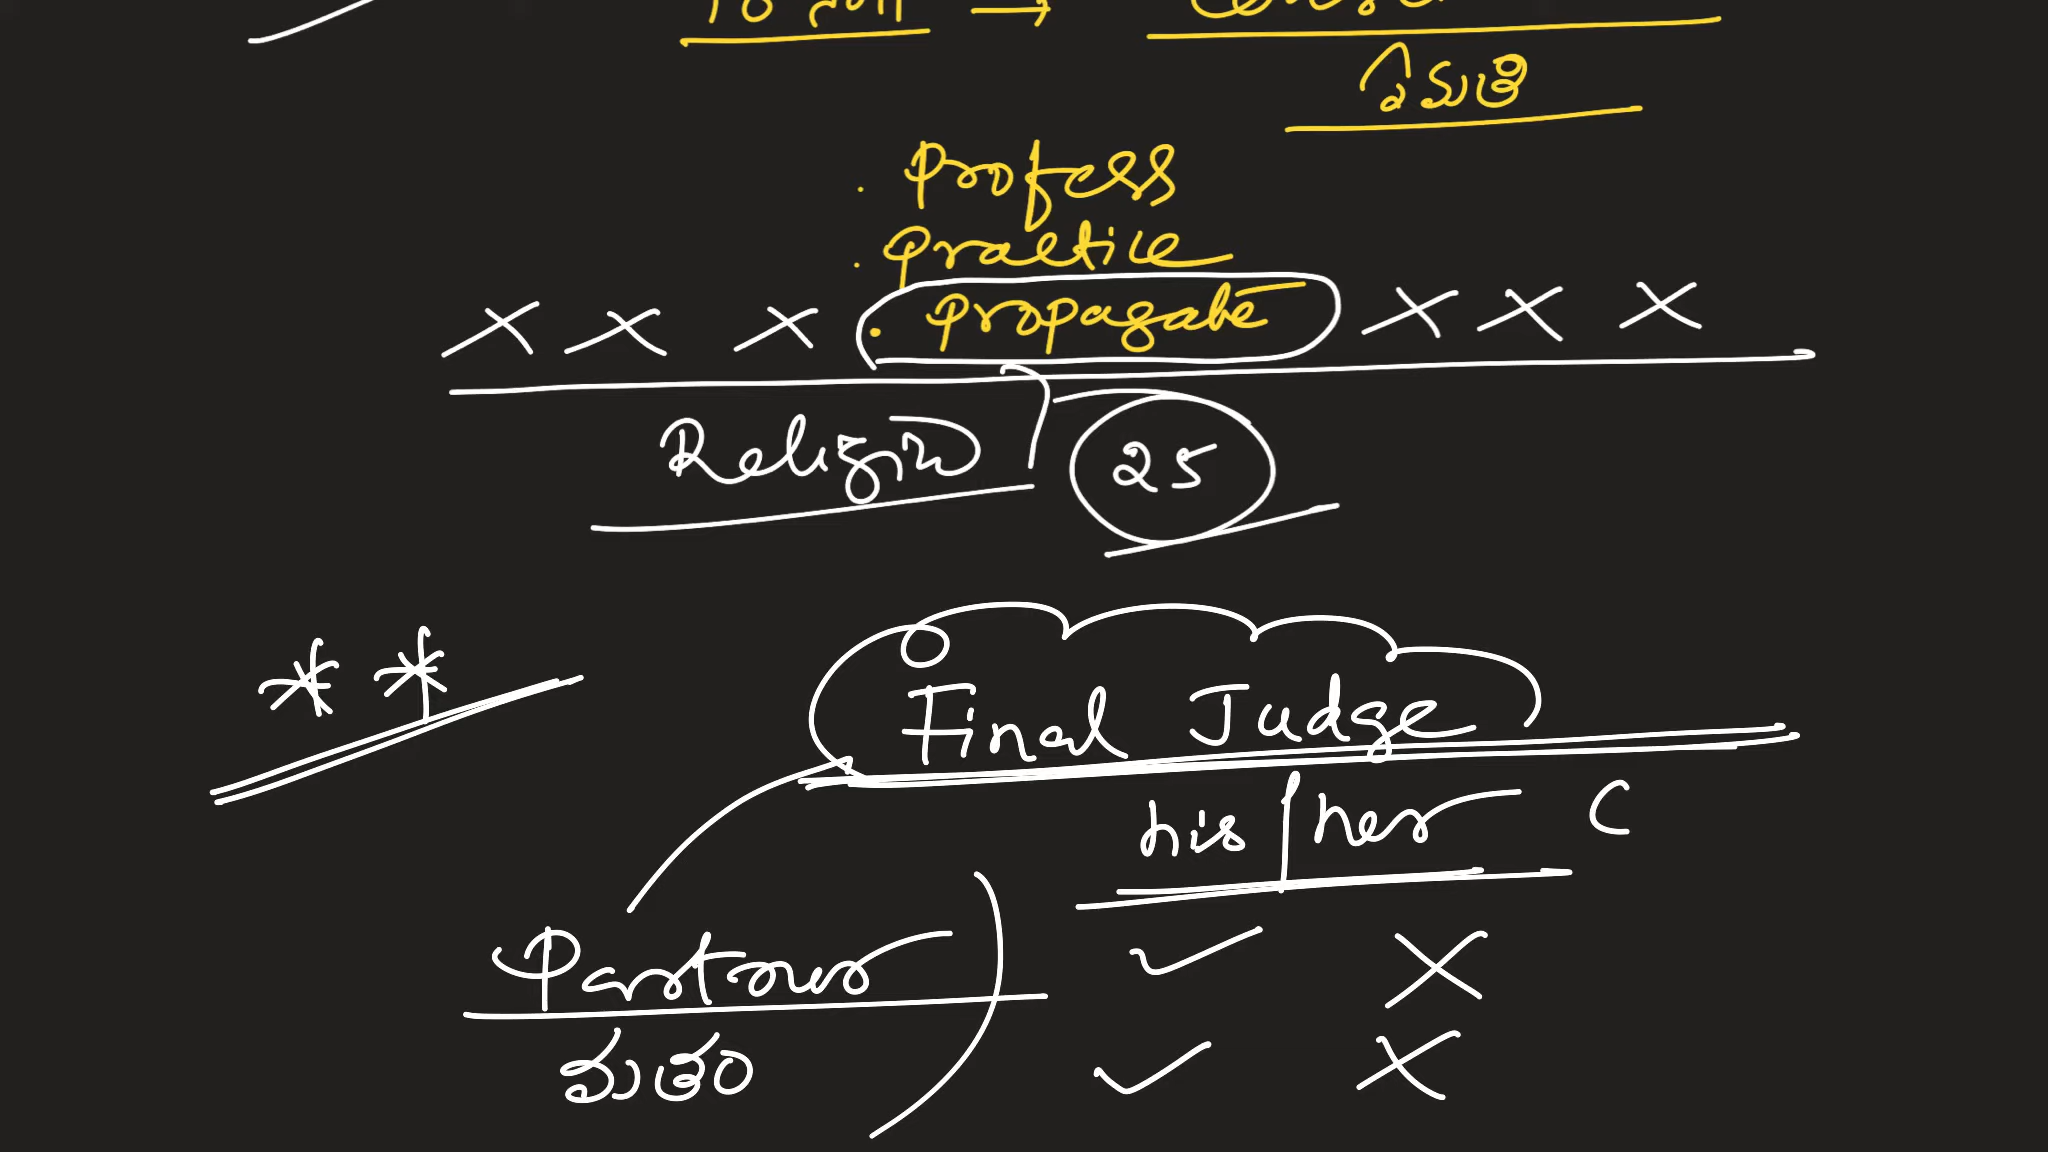 • Profess
• Practice
X X X • propagate X X X
Religion 25
* * Final Judge
his/her C
Partner ✓ X
మతం ✓ X